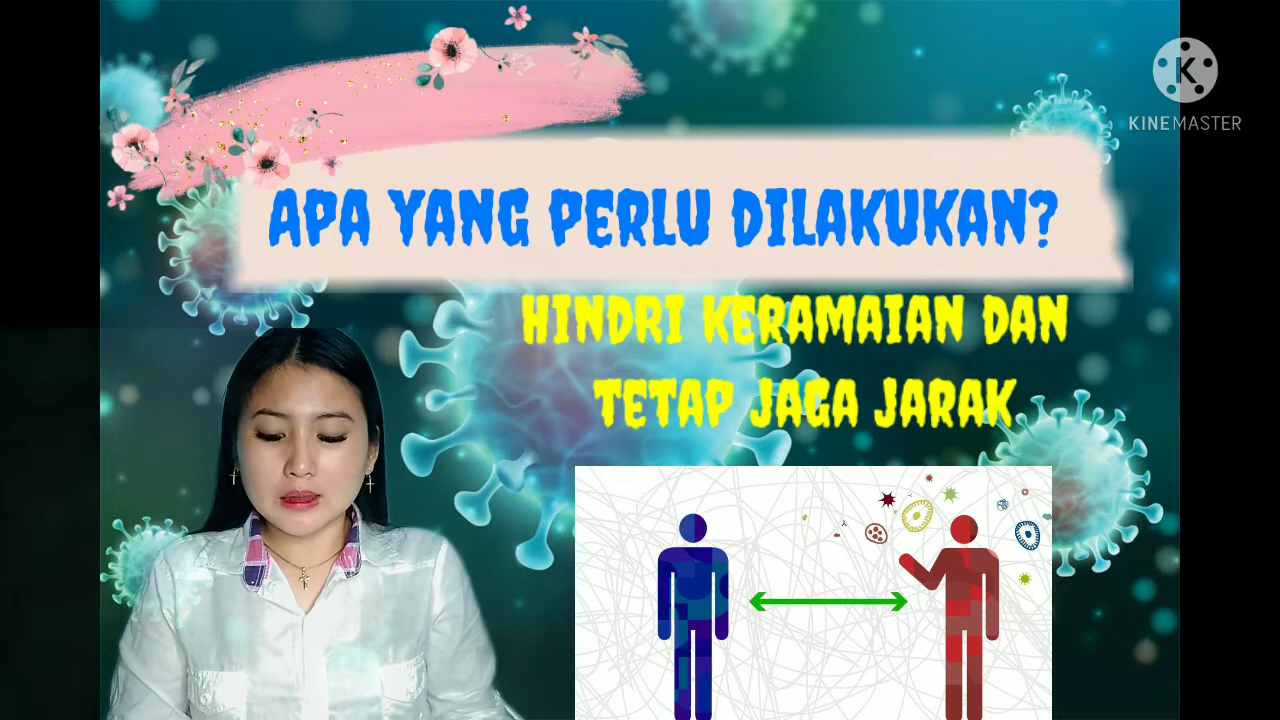 KINEMASTER
APA YANG PERLU DILAKUKAN?
HINDRI KERAMAIAN DAN
TETAP JAGA JARAK